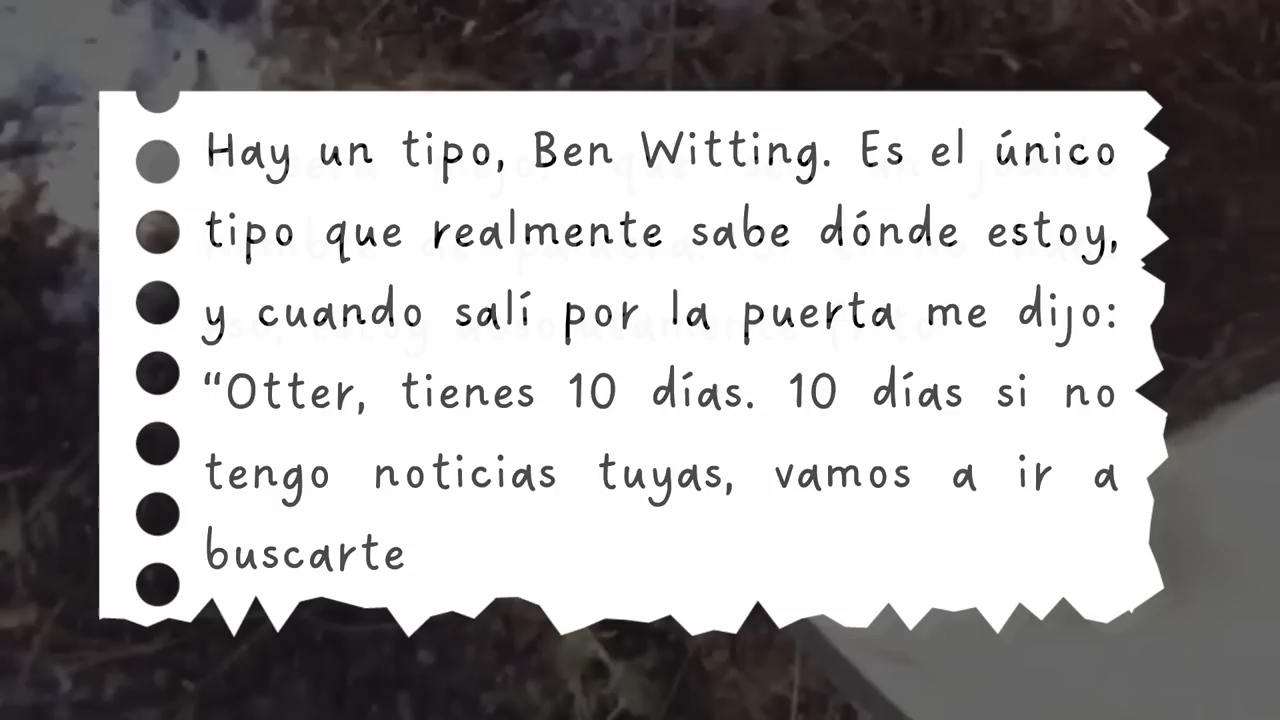 Hay un tipo, Ben Witting. Es el único
tipo que realmente sabe dónde estoy,
y cuando salí por la puerta me dijo:
“Otter, tienes 10 días. 10 días si no
tengo noticias tuyas, vamos a ir a
buscarte